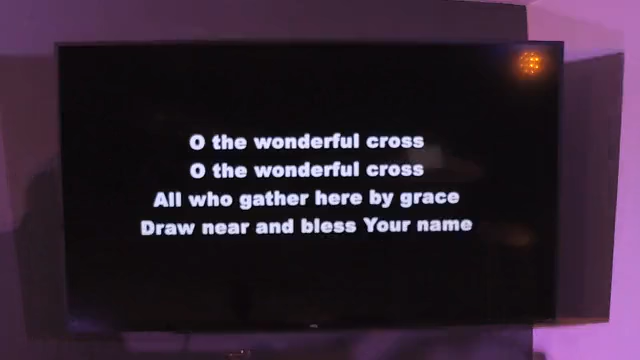 O the wonderful cross
O the wonderful cross
All who gather here by grace
Draw near and bless Your name